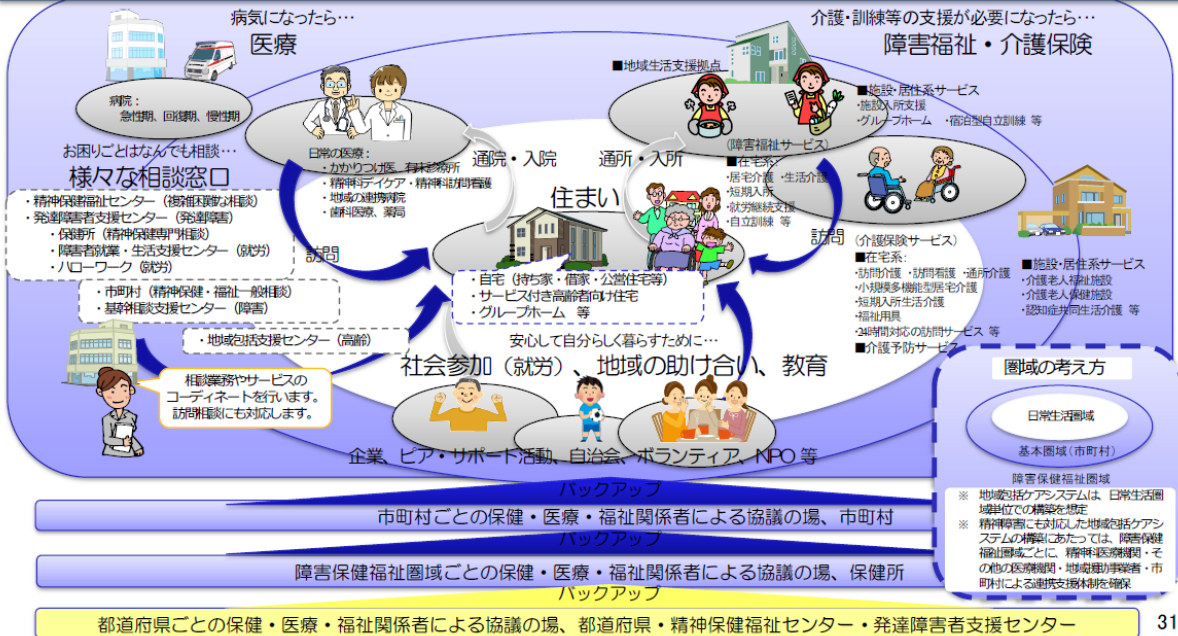 病気になったら…
医療
介護・訓練等の支援が必要になったら…
障害福祉・介護保険
病院：
急性期、回復期、慢性期
■地域生活支援拠点
■施設・居住系サービス
・施設入所支援
・グループホーム ・宿泊型自立訓練 等
お困りごとはなんでも相談…
様々な相談窓口
日常の医療：
・かかりつけ医、有床診療所
・精神科デイケア・精神科訪問看護
・地域の連携病院
・歯科医療、薬局
通院・入院
通所・入所
住まい
（障害福祉サービス）
■在宅系：
・居宅介護 ・生活介護
・短期入所
・就労継続支援
・自立訓練 等
・精神保健福祉センター（複雑困難な相談）
・発達障害者支援センター（発達障害）
・保健所（精神保健専門相談）
・障害者就業・生活支援センター（就労）
・ハローワーク（就労）
訪問
訪問
（介護保険サービス）
■在宅系：
・訪問介護 ・訪問看護 ・通所介護
・小規模多機能型居宅介護
・短期入所生活介護
・福祉用具
・24時間対応の訪問サービス 等
■介護予防サービス
■施設・居住系サービス
・介護老人福祉施設
・介護老人保健施設
・認知症共同生活介護 等
・自宅（持ち家・借家・公営住宅等）
・サービス付き高齢者向け住宅
・グループホーム 等
・市町村（精神保健・福祉一般相談）
・基幹相談支援センター（障害）
・地域包括支援センター（高齢）
安心して自分らしく暮らすために…
社会参加（就労）、地域の助け合い、教育
相談業務やサービスの
コーディネートを行います。
訪問相談にも対応します。
企業、ピア・サポート活動、自治会、ボランティア、NPO 等
圏域の考え方
日常生活圏域
基本圏域（市町村）
障害保健福祉圏域
※ 地域包括ケアシステムは、日常生活圏
域単位での構築を想定
※ 精神障害にも対応した地域包括ケアシ
ステムの構築にあたっては、障害保健
福祉圏域ごとに、精神科医療機関・そ
の他の医療機関・地域援助事業者・市
町村による連携支援体制を確保
バックアップ
市町村ごとの保健・医療・福祉関係者による協議の場、市町村
バックアップ
障害保健福祉圏域ごとの保健・医療・福祉関係者による協議の場、保健所
バックアップ
都道府県ごとの保健・医療・福祉関係者による協議の場、都道府県・精神保健福祉センター・発達障害者支援センター
31